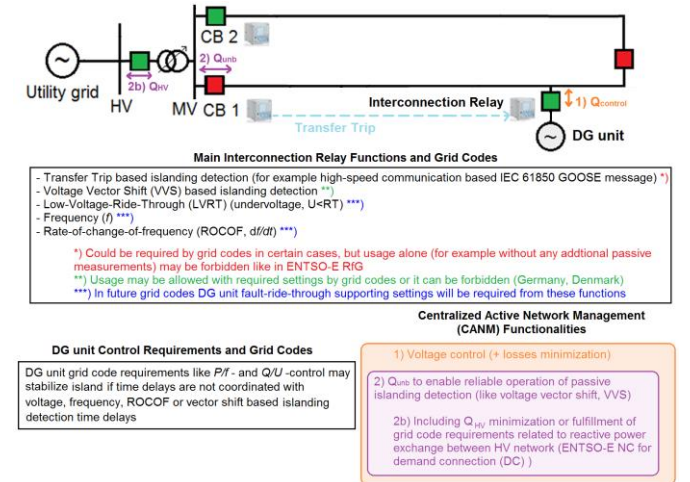 CB 2
2) Qunb
Utility grid
2b) QHV
HV
MV
CB 1
Interconnection Relay
1) Qcontrol
Transfer Trip
DG unit
Main Interconnection Relay Functions and Grid Codes
- Transfer Trip based islanding detection (for example high-speed communication based IEC 61850 GOOSE message) *)
- Voltage Vector Shift (VVS) based islanding detection **)
- Low-Voltage-Ride-Through (LVRT) (undervoltage, U<RT) ***)
- Frequency (f) ***)
- Rate-of-change-of-frequency (ROCOF, df/dt) ***)
*) Could be required by grid codes in certain cases, but usage alone (for example without any addtional passive
measurements) may be forbidden like in ENTSO-E RfG
**) Usage may be allowed with required settings by grid codes or it can be forbidden (Germany, Denmark)
***) In future grid codes DG unit fault-ride-through supporting settings will be required from these functions
Centralized Active Network Management
(CANM) Functionalities
DG unit Control Requirements and Grid Codes
DG unit grid code requirements like P/f - and Q/U -control may
stabilize island if time delays are not coordinated with
voltage, frequency, ROCOF or vector shift based islanding
detection time delays
1) Voltage control (+ losses minimization)
2) Qunb to enable reliable operation of passive
islanding detection (like voltage vector shift, VVS)
2b) Including QHV minimization or fulfillment of
grid code requirements related to reactive power
exchange between HV network (ENTSO-E NC for
demand connection (DC) )